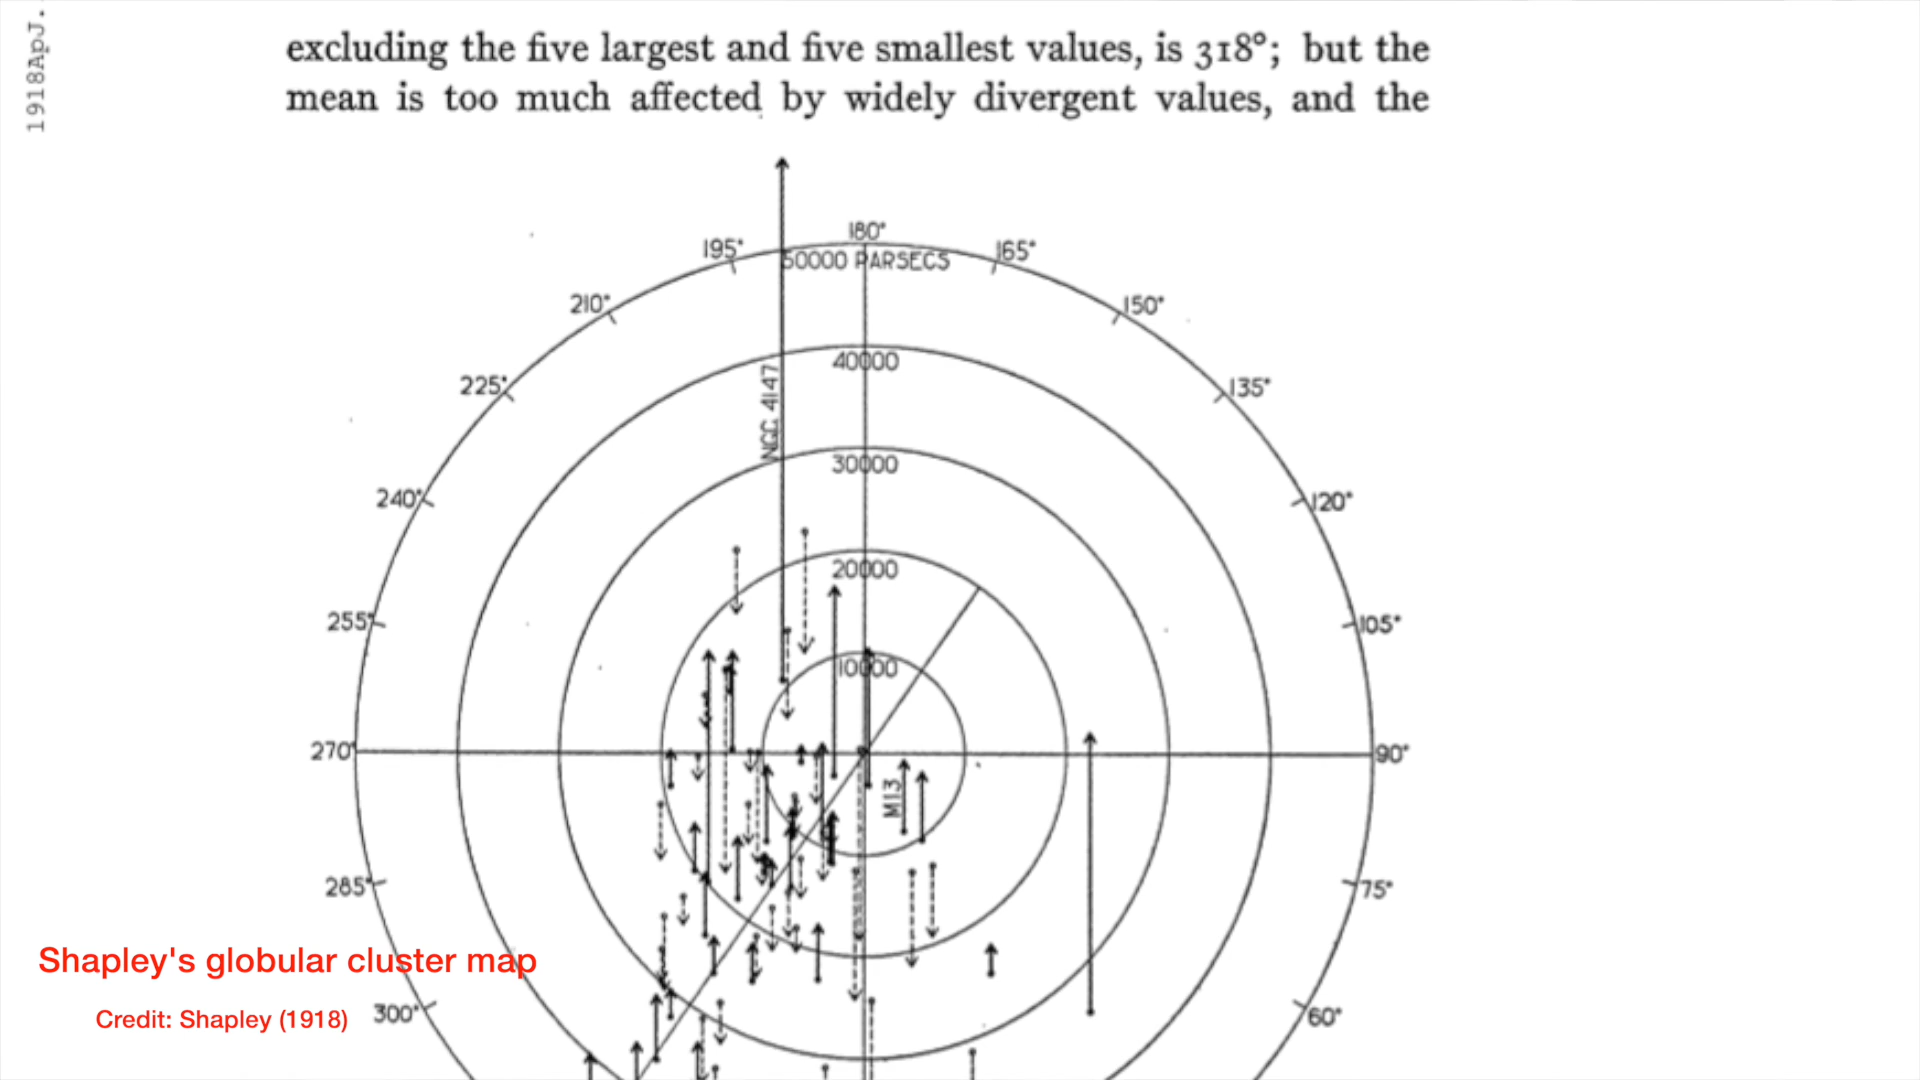 1918ApJ.
excluding the five largest and five smallest values, is 318°; but the
mean is too much affected by widely divergent values, and the
180°
195°
50000 PARSECS
165°
210°
150°
40000
225°
135°
NGC 4147
30000
240°
120°
20000
255°
105°
10000
270°
90°
M13
285°
75°
Shapley's globular cluster map
Credit: Shapley (1918)
300°
60°